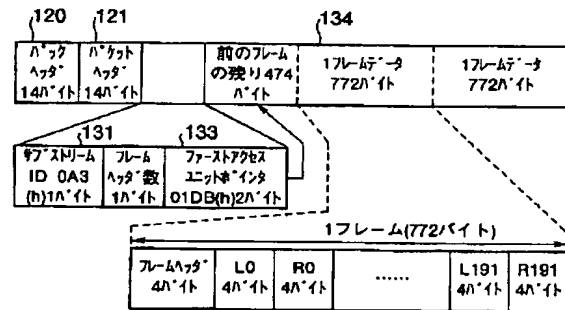 120
121
134
パック
ヘッダ
14バイト
パケット
ヘッダ
14バイト
前のフレーム
の残り474
バイト
1フレームデータ
772バイト
1フレームデータ
772バイト
131
133
サブストリーム
ID 0A3
(h)1バイト
フレーム
ヘッダ数
1バイト
ファーストアクセス
ユニットポインタ
01DB(h)2バイト
1フレーム(772バイト)
フレームヘッダ
4バイト
L0
4バイト
R0
4バイト
……
L191
4バイト
R191
4バイト